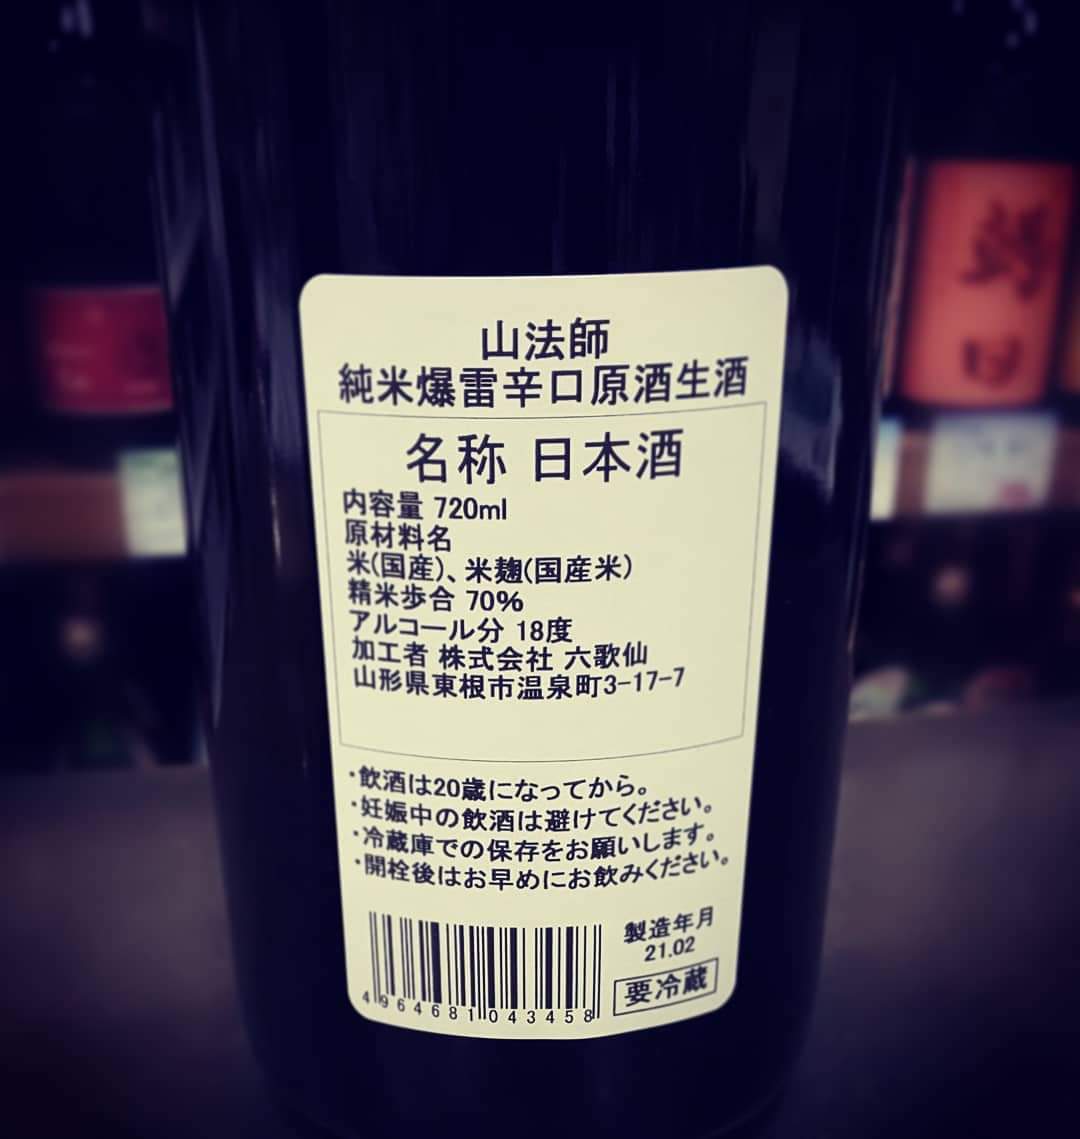 山法師
純米爆雷辛口原酒生酒
名称 日本酒
内容量 720ml
原材料名
米(国産)、米麹(国産米)
精米歩合 70%
アルコール分 18度
加工者 株式会社 六歌仙
山形県東根市温泉町3-17-7
・飲酒は20歳になってから。
・妊娠中の飲酒は避けてください。
・冷蔵庫での保存をお願いします。
・開栓後はお早めにお飲みください。
製造年月
21.02
要冷蔵
4964681043458